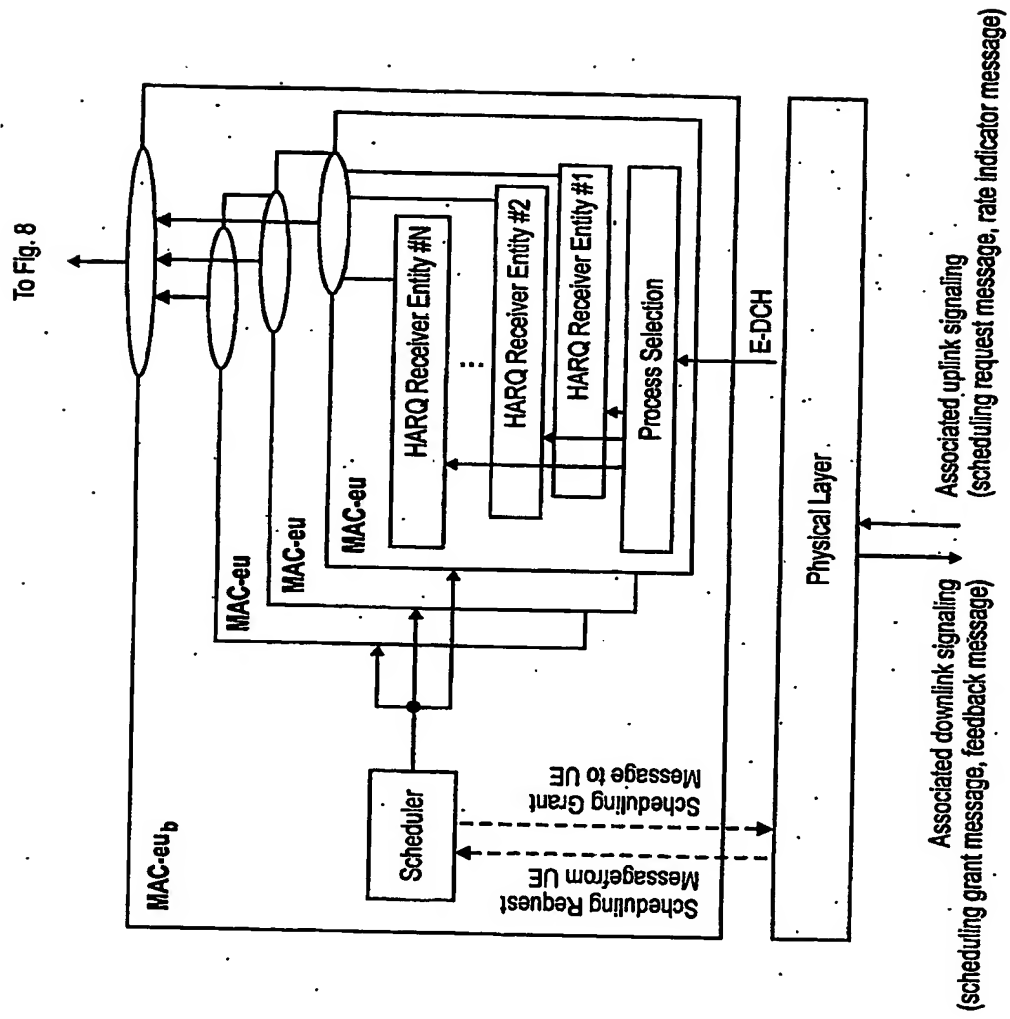 To Fig. 8
MAC-eu_b
MAC-eu
MAC-eu
MAC-eu
HARQ Receiver Entity #N
...
HARQ Receiver Entity #2
HARQ Receiver Entity #1
Process Selection
Scheduler
Scheduling Request
Messagefrom UE
Scheduling Grant
Message to UE
E-DCH
Physical Layer
Associated downlink signaling
(scheduling grant message, feedback message)
Associated uplink signaling
(scheduling request message, rate indicator message)